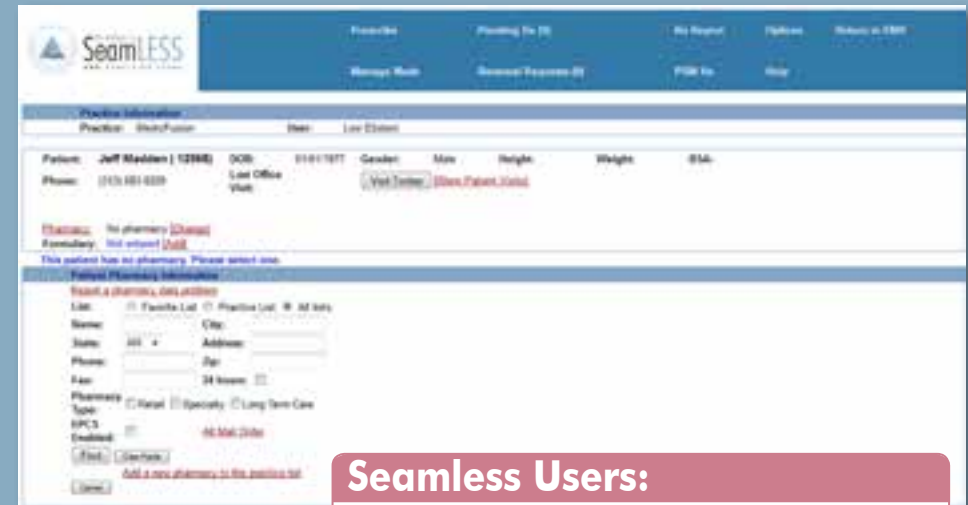 SeamLESS
Prescribe Pending Rx (0) No Report Options Return to EMR
Manage Meds Renewal Requests (0) PDM Rx Help
Practice Information
Practice: User:
Patient: Jeff Madden DOB: Gender: Male Height: Weight: BSA:
Phone: Last Office Visit: Visit Today [Show Patient Visits]
Pharmacy: No pharmacy [Change]
Formulary: Not entered [Add]
This patient has no pharmacy. Please select one.
Patient Pharmacy Information
Report a pharmacy data problem
List: Favorite List Practice List All lists
Name: City:
State: Address:
Phone: Zip:
Fax: 24 hours:
Pharmacy Type: Retail Specialty Long Term Care
EPCS Enabled: All Mail Order
Find
Add a new pharmacy to the practice list
Seamless Users: